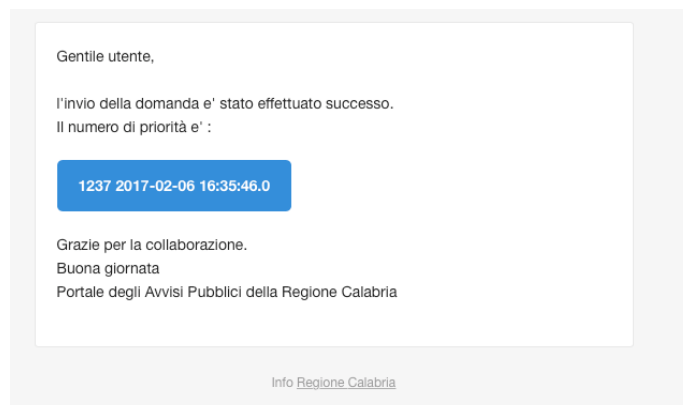 Gentile utente,
l'invio della domanda e' stato effettuato successo.
Il numero di priorità e' :
1237 2017-02-06 16:35:46.0
Grazie per la collaborazione.
Buona giornata
Portale degli Avvisi Pubblici della Regione Calabria
Info Regione Calabria